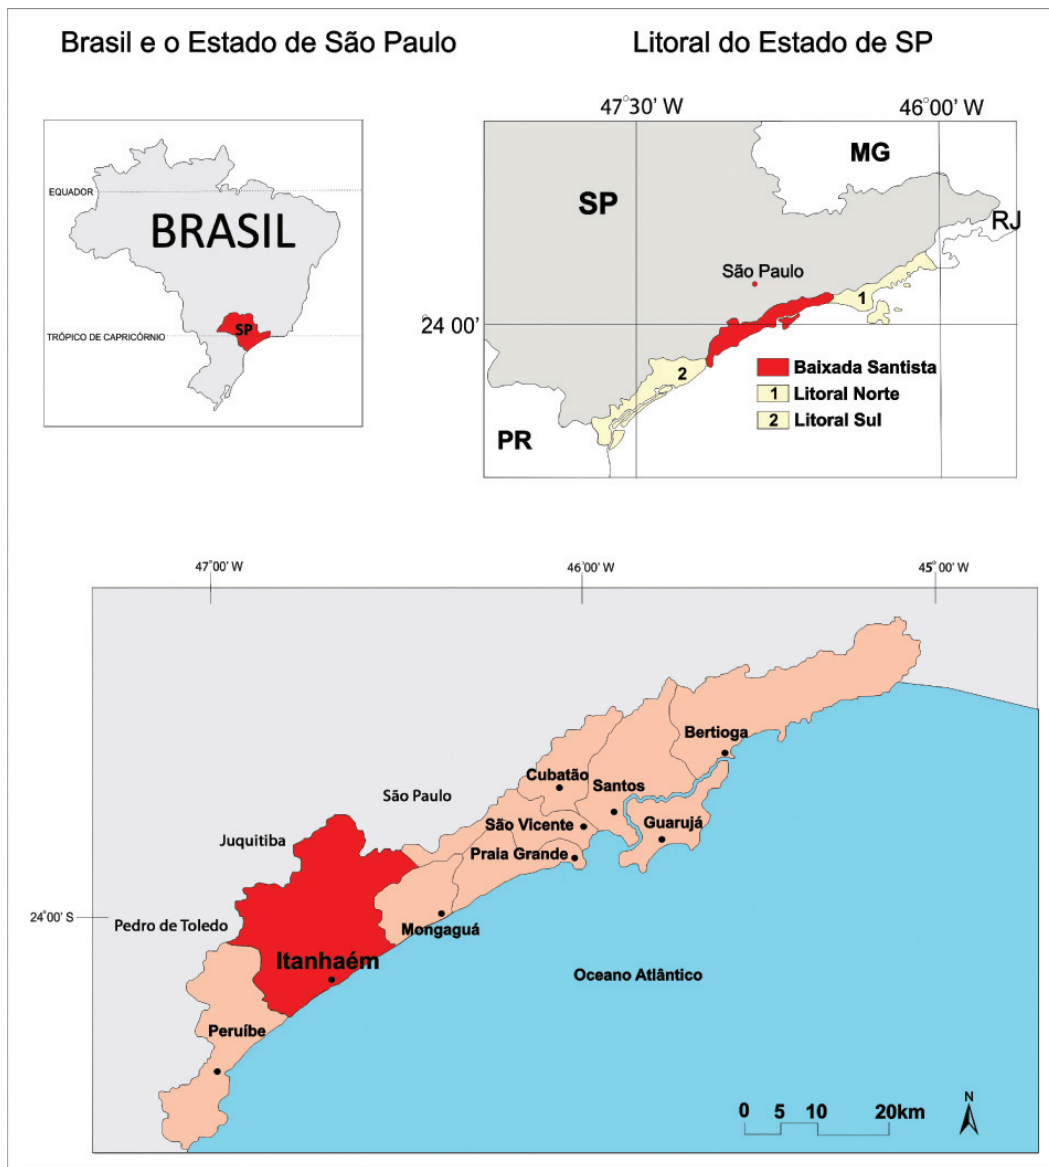 Brasil e o Estado de São Paulo
Litoral do Estado de SP
EQUADOR
BRASIL
SP
TRÓPICO DE CAPRICÓRNIO
47°30' W
46°00' W
MG
SP
RJ
São Paulo
24°00'
1
2
PR
Baixada Santista
1 Litoral Norte
2 Litoral Sul
47°00' W
46°00' W
45°00' W
Bertioga
Cubatão
Santos
São Paulo
São Vicente
Guarujá
Juquitiba
Praia Grande
24°00' S
Pedro de Toledo
Mongaguá
Itanhaém
Oceano Atlântico
Peruíbe
N
0 5 10 20km